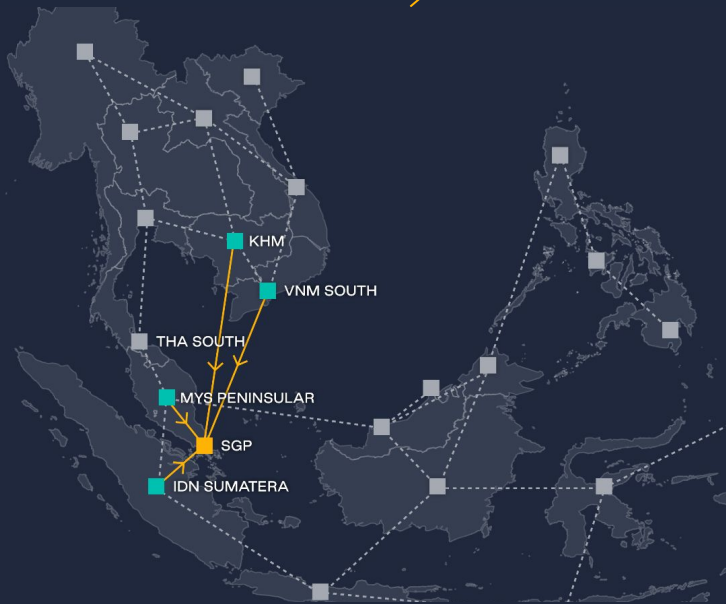 KHM
VNM SOUTH
THA SOUTH
MYS PENINSULAR
SGP
IDN SUMATERA